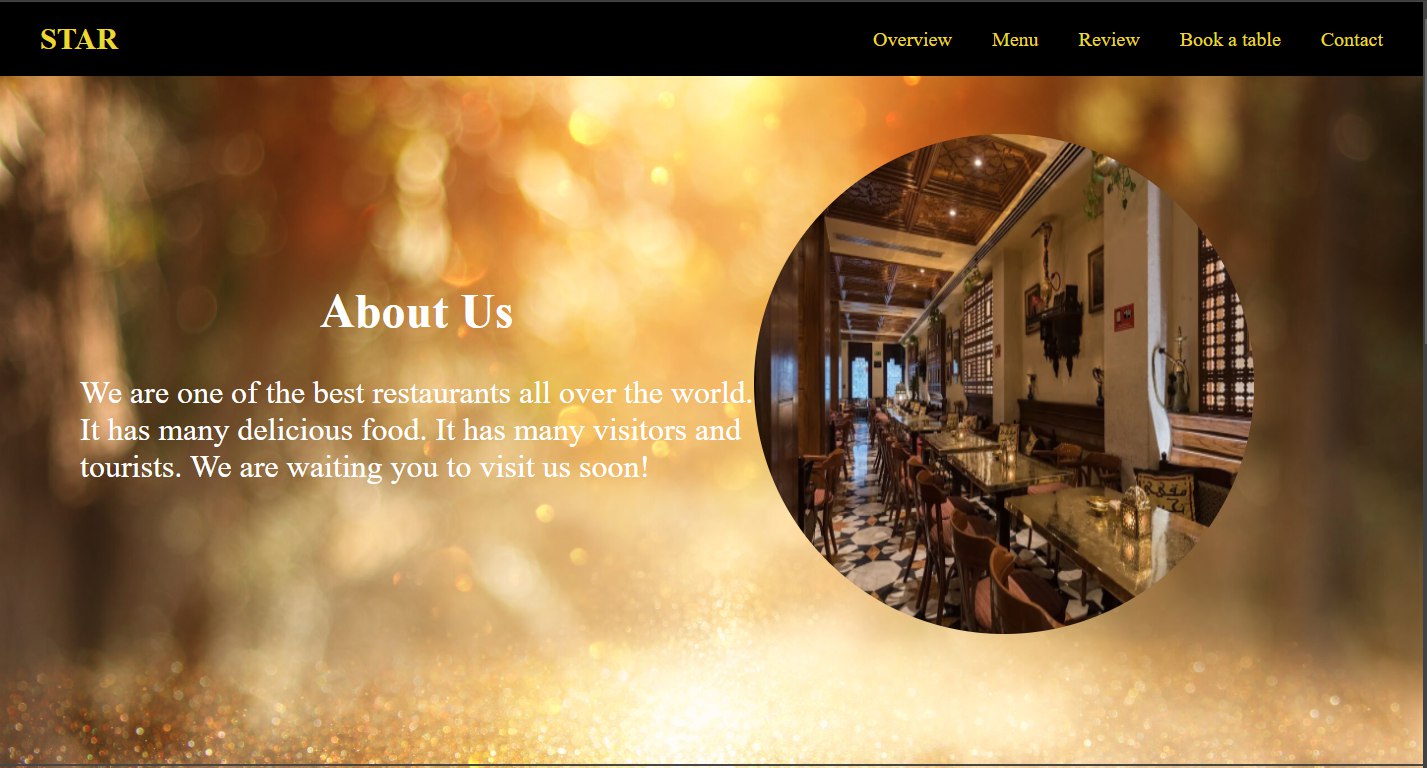 STAR
Overview Menu Review Book a table Contact
About Us
We are one of the best restaurants all over the world.
It has many delicious food. It has many visitors and
tourists. We are waiting you to visit us soon!